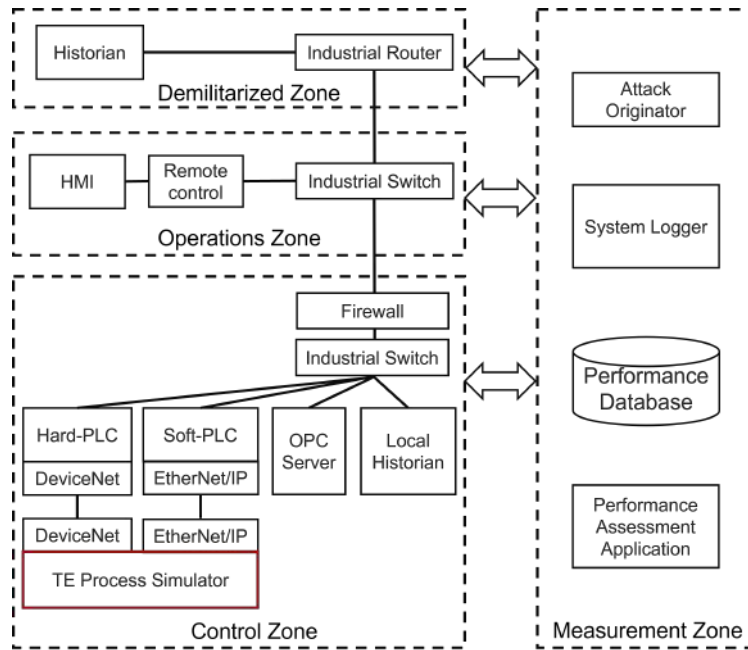 Historian
Industrial Router
Demilitarized Zone
HMI
Remote
control
Industrial Switch
Operations Zone
Firewall
Industrial Switch
Hard-PLC
Soft-PLC
OPC
Server
Local
Historian
DeviceNet
EtherNet/IP
DeviceNet
EtherNet/IP
TE Process Simulator
Control Zone
Attack
Originator
System Logger
Performance
Database
Performance
Assessment
Application
Measurement Zone